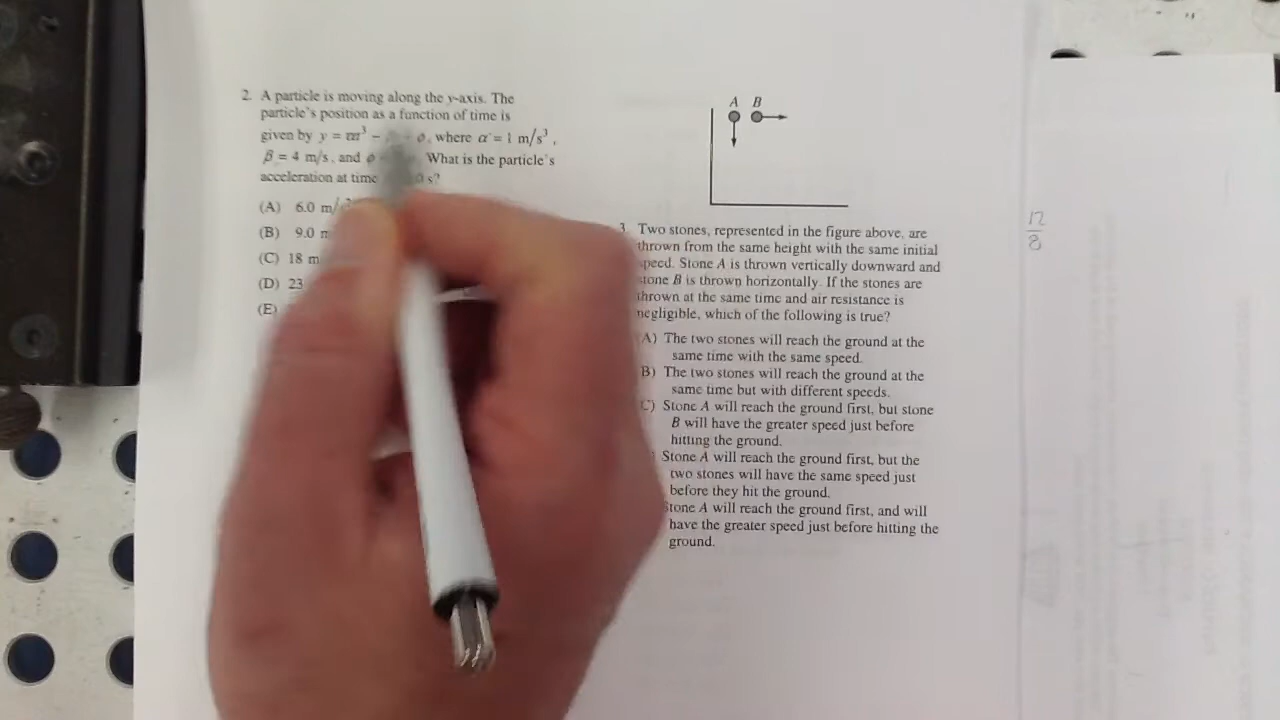 2. A particle is moving along the y-axis. The
particle's position as a function of time is
given by y = αt³ – + φ, where α = 1 m/s³,
β = 4 m/s, and φ What is the particle's
acceleration at time s?
(A) 6.0
(B) 9.0
(C) 18
(D) 23
(E)
A B
3. Two stones, represented in the figure above, are
thrown from the same height with the same initial
speed. Stone A is thrown vertically downward and
stone B is thrown horizontally. If the stones are
thrown at the same time and air resistance is
negligible, which of the following is true?
A) The two stones will reach the ground at the
same time with the same speed.
B) The two stones will reach the ground at the
same time but with different speeds.
C) Stone A will reach the ground first, but stone
B will have the greater speed just before
hitting the ground.
Stone A will reach the ground first, but the
two stones will have the same speed just
before they hit the ground.
Stone A will reach the ground first, and will
have the greater speed just before hitting the
ground.